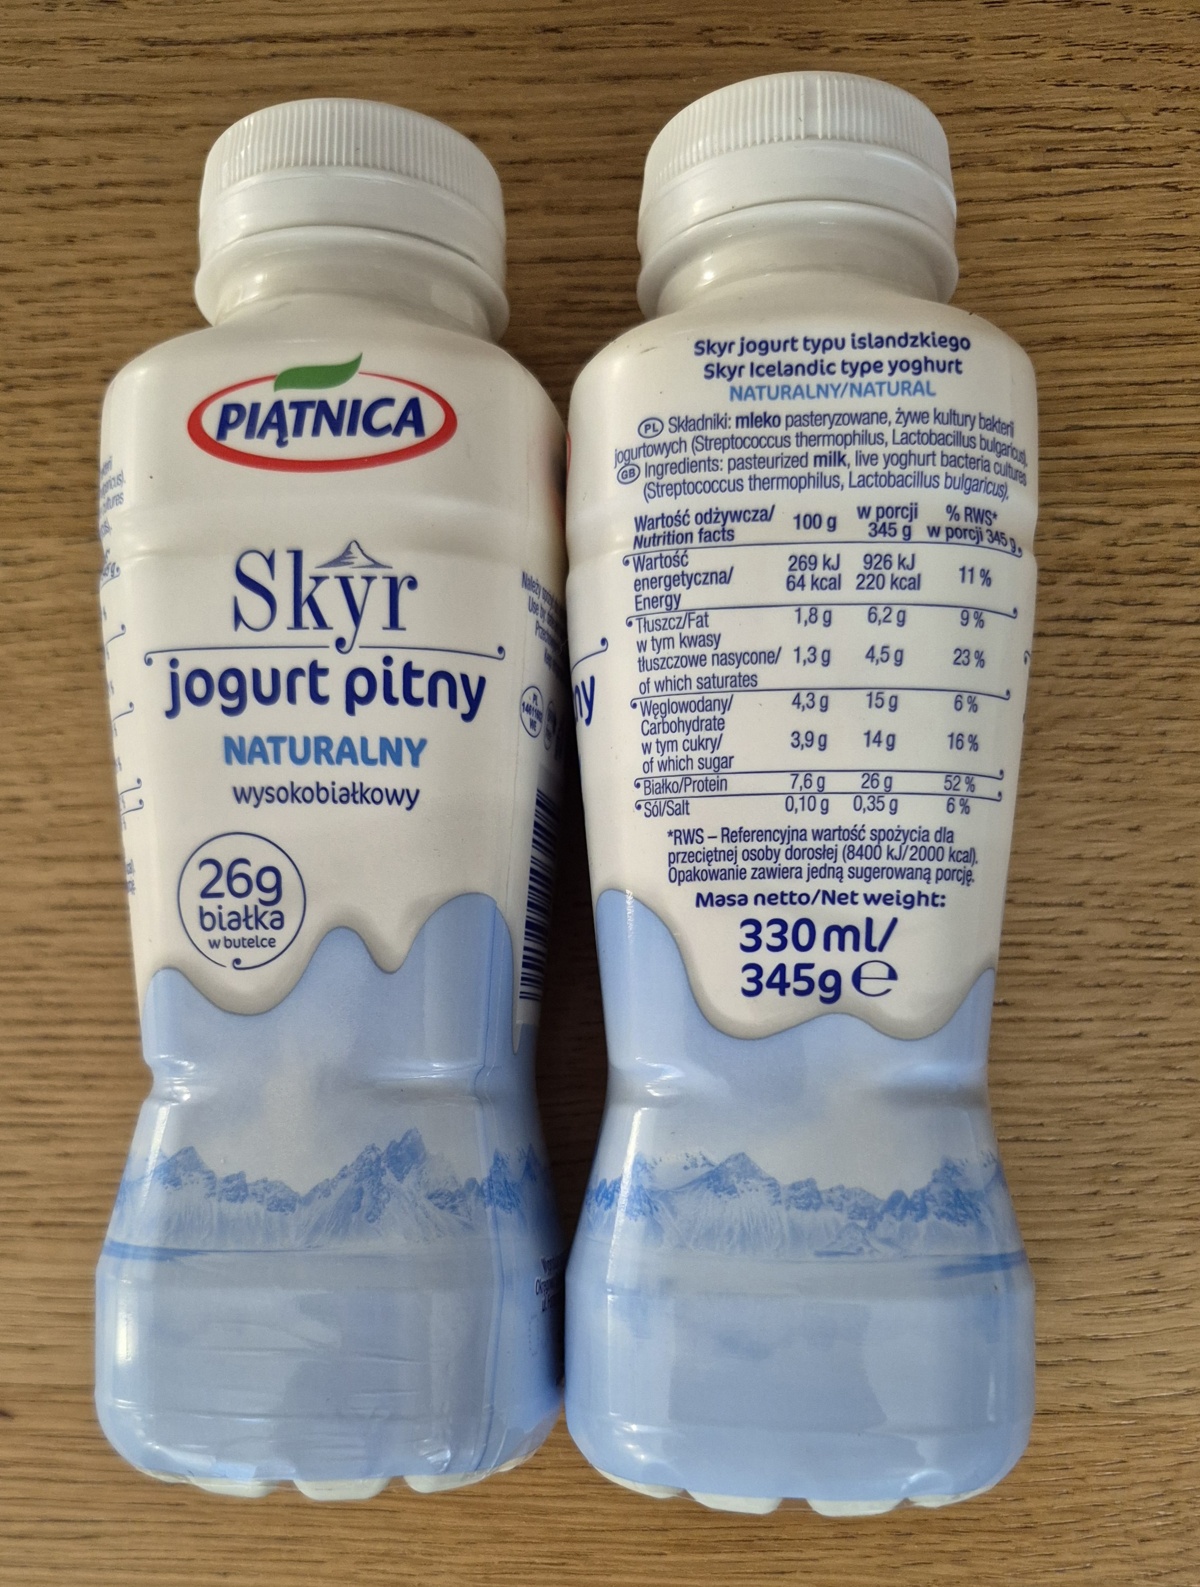 PIĄTNICA
Skyr
jogurt pitny
NATURALNY
wysokobiałkowy
26g
białka
w butelce
Skyr jogurt typu islandzkiego
Skyr Icelandic type yoghurt
NATURALNY/NATURAL
PL Składniki: mleko pasteryzowane, żywe kultury bakterii
jogurtowych (Streptococcus thermophilus, Lactobacillus bulgaricus).
GB Ingredients: pasteurized milk, live yoghurt bacteria cultures
(Streptococcus thermophilus, Lactobacillus bulgaricus).
Wartość odżywcza/ 100 g w porcji % RWS*
Nutrition facts 345 g w porcji 345 g
Wartość 269 kJ 926 kJ
energetyczna/ 64 kcal 220 kcal 11 %
Energy
Tłuszcz/Fat 1,8 g 6,2 g 9 %
w tym kwasy
tłuszczowe nasycone/ 1,3 g 4,5 g 23 %
of which saturates
Węglowodany/ 4,3 g 15 g 6 %
Carbohydrate
w tym cukry/ 3,9 g 14 g 16 %
of which sugar
Białko/Protein 7,6 g 26 g 52 %
Sól/Salt 0,10 g 0,35 g 6 %
*RWS – Referencyjna wartość spożycia dla
przeciętnej osoby dorosłej (8400 kJ/2000 kcal).
Opakowanie zawiera jedną sugerowaną porcję.
Masa netto/Net weight:
330 ml/
345g ℮